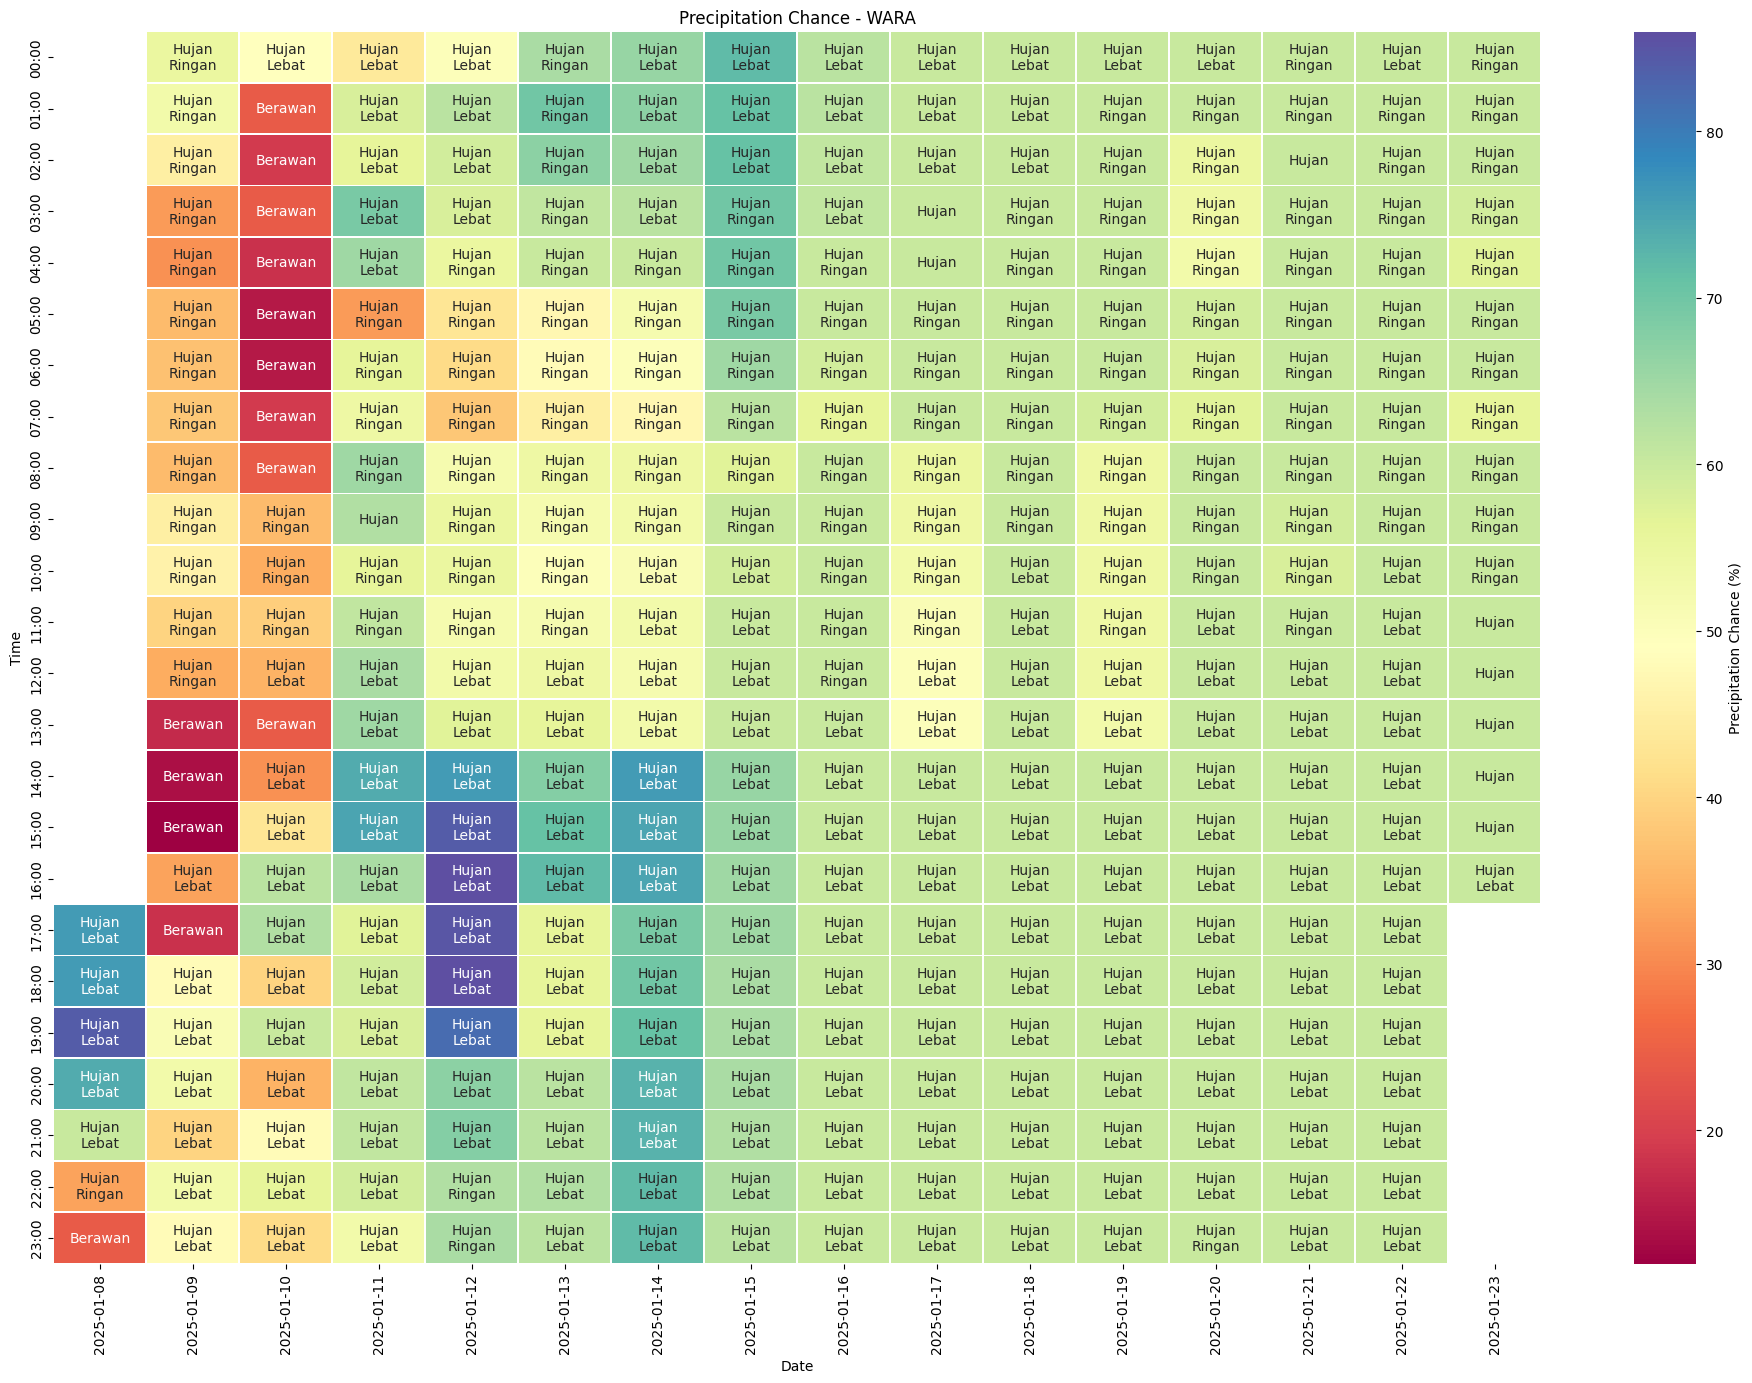 Precipitation Chance - WARA
00:00 Hujan Ringan Hujan Lebat Hujan Lebat Hujan Lebat Hujan Ringan Hujan Lebat Hujan Lebat Hujan Lebat Hujan Lebat Hujan Lebat Hujan Lebat Hujan Lebat Hujan Ringan Hujan Lebat Hujan Ringan
01:00 Hujan Ringan Berawan Hujan Lebat Hujan Lebat Hujan Ringan Hujan Lebat Hujan Lebat Hujan Lebat Hujan Lebat Hujan Lebat Hujan Ringan Hujan Ringan Hujan Ringan Hujan Ringan Hujan Ringan
02:00 Hujan Ringan Berawan Hujan Lebat Hujan Lebat Hujan Ringan Hujan Lebat Hujan Lebat Hujan Lebat Hujan Lebat Hujan Lebat Hujan Ringan Hujan Ringan Hujan Hujan Ringan Hujan Ringan
03:00 Hujan Ringan Berawan Hujan Lebat Hujan Lebat Hujan Ringan Hujan Lebat Hujan Ringan Hujan Lebat Hujan Hujan Ringan Hujan Ringan Hujan Ringan Hujan Ringan Hujan Ringan Hujan Ringan
04:00 Hujan Ringan Berawan Hujan Lebat Hujan Ringan Hujan Ringan Hujan Ringan Hujan Ringan Hujan Ringan Hujan Hujan Ringan Hujan Ringan Hujan Ringan Hujan Ringan Hujan Ringan Hujan Ringan
05:00 Hujan Ringan Berawan Hujan Ringan Hujan Ringan Hujan Ringan Hujan Ringan Hujan Ringan Hujan Ringan Hujan Ringan Hujan Ringan Hujan Ringan Hujan Ringan Hujan Ringan Hujan Ringan Hujan Ringan
06:00 Hujan Ringan Berawan Hujan Ringan Hujan Ringan Hujan Ringan Hujan Ringan Hujan Ringan Hujan Ringan Hujan Ringan Hujan Ringan Hujan Ringan Hujan Ringan Hujan Ringan Hujan Ringan Hujan Ringan
07:00 Hujan Ringan Berawan Hujan Ringan Hujan Ringan Hujan Ringan Hujan Ringan Hujan Ringan Hujan Ringan Hujan Ringan Hujan Ringan Hujan Ringan Hujan Ringan Hujan Ringan Hujan Ringan Hujan Ringan
08:00 Hujan Ringan Berawan Hujan Ringan Hujan Ringan Hujan Ringan Hujan Ringan Hujan Ringan Hujan Ringan Hujan Ringan Hujan Ringan Hujan Ringan Hujan Ringan Hujan Ringan Hujan Ringan Hujan Ringan
09:00 Hujan Ringan Hujan Ringan Hujan Hujan Ringan Hujan Ringan Hujan Ringan Hujan Ringan Hujan Ringan Hujan Ringan Hujan Ringan Hujan Ringan Hujan Ringan Hujan Ringan Hujan Ringan Hujan Ringan
10:00 Hujan Ringan Hujan Ringan Hujan Ringan Hujan Ringan Hujan Ringan Hujan Lebat Hujan Lebat Hujan Ringan Hujan Ringan Hujan Lebat Hujan Ringan Hujan Ringan Hujan Ringan Hujan Lebat Hujan Ringan
11:00 Hujan Ringan Hujan Ringan Hujan Ringan Hujan Ringan Hujan Ringan Hujan Lebat Hujan Lebat Hujan Ringan Hujan Ringan Hujan Lebat Hujan Ringan Hujan Lebat Hujan Ringan Hujan Lebat Hujan
12:00 Hujan Ringan Hujan Lebat Hujan Lebat Hujan Lebat Hujan Lebat Hujan Lebat Hujan Lebat Hujan Ringan Hujan Lebat Hujan Lebat Hujan Lebat Hujan Lebat Hujan Lebat Hujan Lebat Hujan
13:00 Berawan Berawan Hujan Lebat Hujan Lebat Hujan Lebat Hujan Lebat Hujan Lebat Hujan Lebat Hujan Lebat Hujan Lebat Hujan Lebat Hujan Lebat Hujan Lebat Hujan Lebat Hujan
14:00 Berawan Hujan Lebat Hujan Lebat Hujan Lebat Hujan Lebat Hujan Lebat Hujan Lebat Hujan Lebat Hujan Lebat Hujan Lebat Hujan Lebat Hujan Lebat Hujan Lebat Hujan Lebat Hujan
15:00 Berawan Hujan Lebat Hujan Lebat Hujan Lebat Hujan Lebat Hujan Lebat Hujan Lebat Hujan Lebat Hujan Lebat Hujan Lebat Hujan Lebat Hujan Lebat Hujan Lebat Hujan Lebat Hujan
16:00 Hujan Lebat Hujan Lebat Hujan Lebat Hujan Lebat Hujan Lebat Hujan Lebat Hujan Lebat Hujan Lebat Hujan Lebat Hujan Lebat Hujan Lebat Hujan Lebat Hujan Lebat Hujan Lebat Hujan Lebat
17:00 Hujan Lebat Berawan Hujan Lebat Hujan Lebat Hujan Lebat Hujan Lebat Hujan Lebat Hujan Lebat Hujan Lebat Hujan Lebat Hujan Lebat Hujan Lebat Hujan Lebat Hujan Lebat Hujan Lebat
18:00 Hujan Lebat Hujan Lebat Hujan Lebat Hujan Lebat Hujan Lebat Hujan Lebat Hujan Lebat Hujan Lebat Hujan Lebat Hujan Lebat Hujan Lebat Hujan Lebat Hujan Lebat Hujan Lebat Hujan Lebat
19:00 Hujan Lebat Hujan Lebat Hujan Lebat Hujan Lebat Hujan Lebat Hujan Lebat Hujan Lebat Hujan Lebat Hujan Lebat Hujan Lebat Hujan Lebat Hujan Lebat Hujan Lebat Hujan Lebat Hujan Lebat
20:00 Hujan Lebat Hujan Lebat Hujan Lebat Hujan Lebat Hujan Lebat Hujan Lebat Hujan Lebat Hujan Lebat Hujan Lebat Hujan Lebat Hujan Lebat Hujan Lebat Hujan Lebat Hujan Lebat Hujan Lebat
21:00 Hujan Lebat Hujan Lebat Hujan Lebat Hujan Lebat Hujan Lebat Hujan Lebat Hujan Lebat Hujan Lebat Hujan Lebat Hujan Lebat Hujan Lebat Hujan Lebat Hujan Lebat Hujan Lebat Hujan Lebat
22:00 Hujan Ringan Hujan Lebat Hujan Lebat Hujan Lebat Hujan Ringan Hujan Lebat Hujan Lebat Hujan Lebat Hujan Lebat Hujan Lebat Hujan Lebat Hujan Lebat Hujan Lebat Hujan Lebat Hujan Lebat
23:00 Berawan Hujan Lebat Hujan Lebat Hujan Lebat Hujan Ringan Hujan Lebat Hujan Lebat Hujan Lebat Hujan Lebat Hujan Lebat Hujan Lebat Hujan Lebat Hujan Ringan Hujan Lebat Hujan Lebat
Time
2025-01-08 2025-01-09 2025-01-10 2025-01-11 2025-01-12 2025-01-13 2025-01-14 2025-01-15 2025-01-16 2025-01-17 2025-01-18 2025-01-19 2025-01-20 2025-01-21 2025-01-22 2025-01-23
Date
80
70
60
50
40
30
20
Precipitation Chance (%)